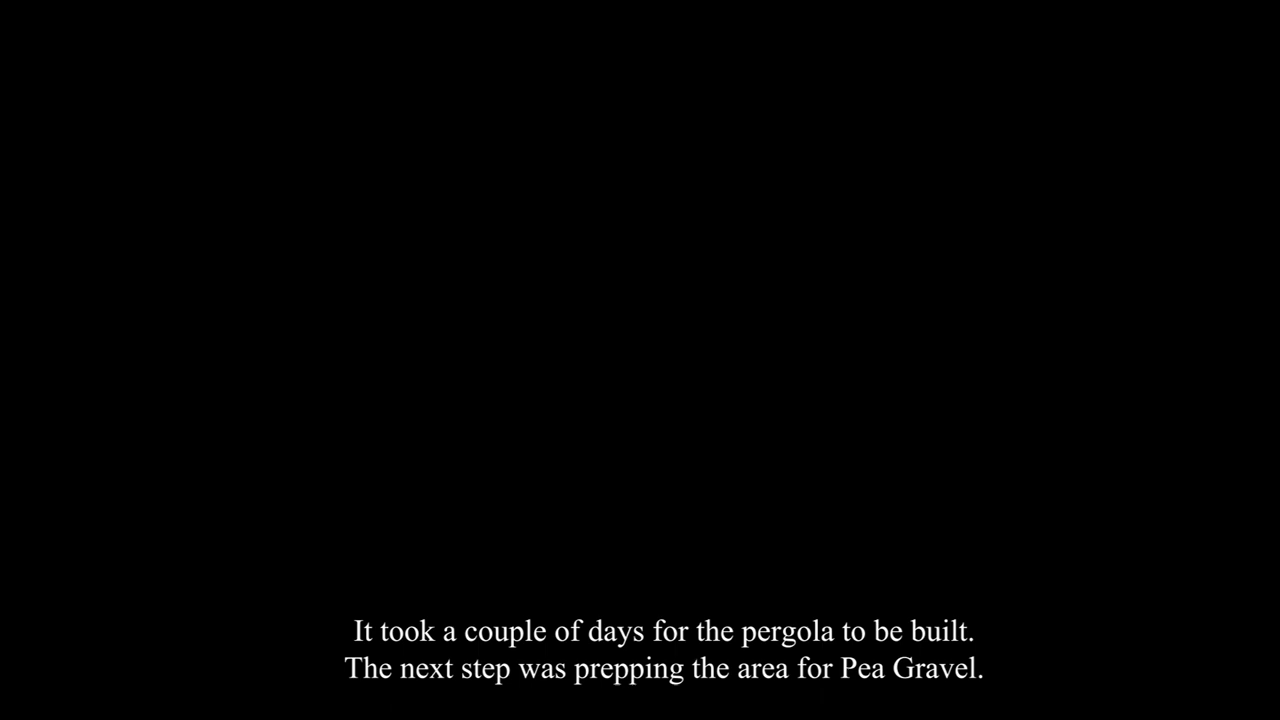 It took a couple of days for the pergola to be built.
The next step was prepping the area for Pea Gravel.